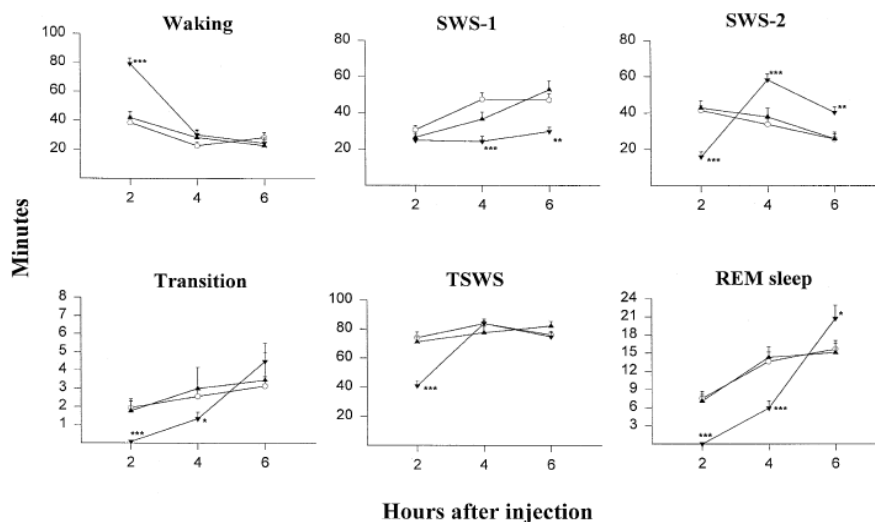 Waking SWS-1 SWS-2
100 80 60 40 20
*** 
2 4 6
80 60 40 20
*** **
2 4 6
80 60 40 20
*** *** **
2 4 6
Minutes
Transition TSWS REM sleep
8 7 6 5 4 3 2 1
*** *
2 4 6
100 80 60 40 20
***
2 4 6
24 21 18 15 12 9 6 3
*** *** *
2 4 6
Hours after injection